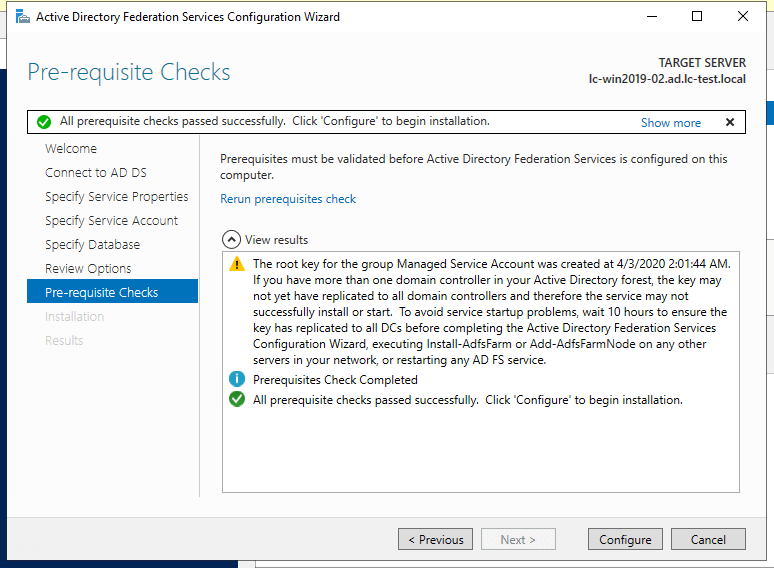 Active Directory Federation Services Configuration Wizard
Pre-requisite Checks
TARGET SERVER
lc-win2019-02.ad.lc-test.local
All prerequisite checks passed successfully.  Click 'Configure' to begin installation.
Show more
Welcome
Connect to AD DS
Specify Service Properties
Specify Service Account
Specify Database
Review Options
Pre-requisite Checks
Installation
Results
Prerequisites must be validated before Active Directory Federation Services is configured on this
computer.
Rerun prerequisites check
View results
The root key for the group Managed Service Account was created at 4/3/2020 2:01:44 AM.
If you have more than one domain controller in your Active Directory forest, the key may
not yet have replicated to all domain controllers and therefore the service may not
successfully install or start.  To avoid service startup problems, wait 10 hours to ensure the
key has replicated to all DCs before completing the Active Directory Federation Services
Configuration Wizard, executing Install-AdfsFarm or Add-AdfsFarmNode on any other
servers in your network, or restarting any AD FS service.
Prerequisites Check Completed
All prerequisite checks passed successfully.  Click 'Configure' to begin installation.
< Previous
Next >
Configure
Cancel